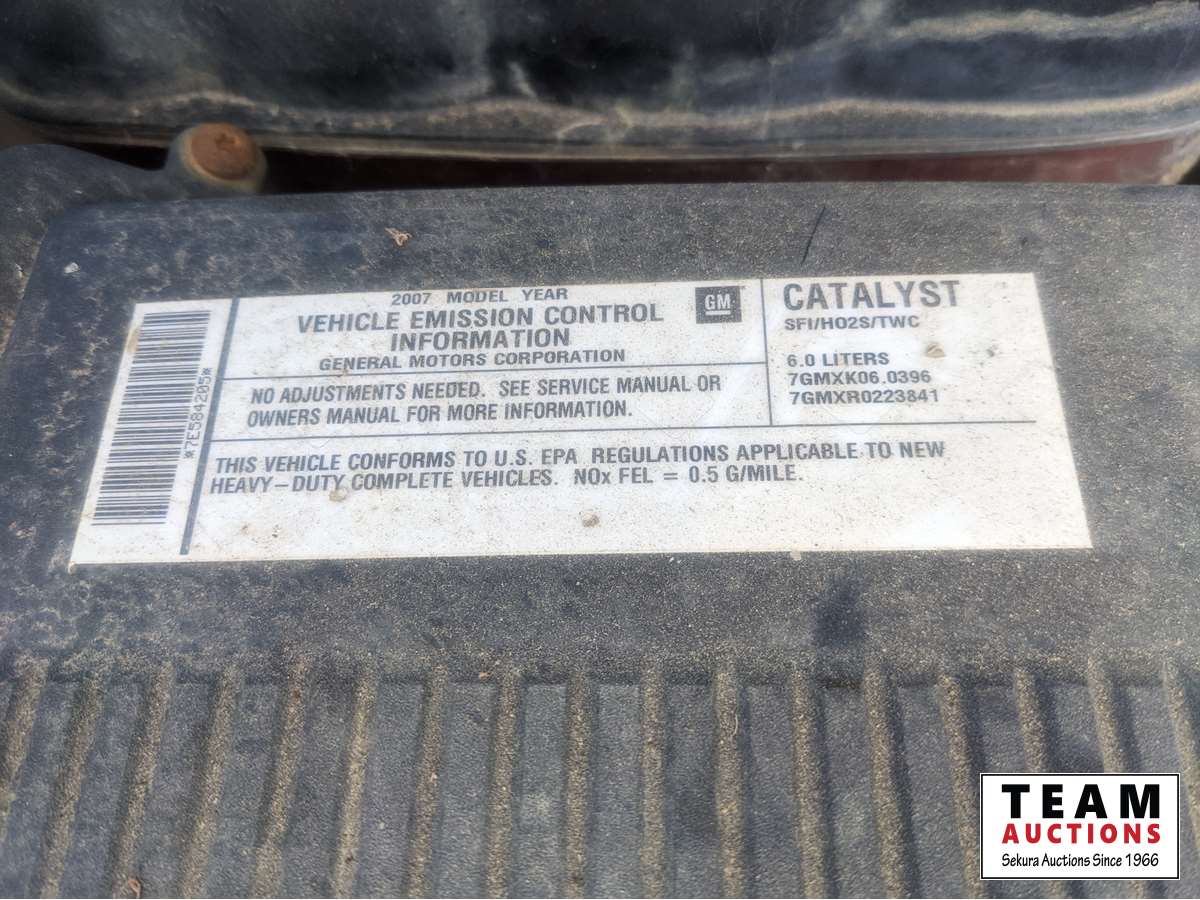 2007 MODEL YEAR
VEHICLE EMISSION CONTROL
INFORMATION
GENERAL MOTORS CORPORATION
GM
NO ADJUSTMENTS NEEDED. SEE SERVICE MANUAL OR
OWNERS MANUAL FOR MORE INFORMATION.
CATALYST
SFI/HO2S/TWC
6.0 LITERS
7GMXK06.0396
7GMXR0223841
THIS VEHICLE CONFORMS TO U.S. EPA REGULATIONS APPLICABLE TO NEW
HEAVY-DUTY COMPLETE VEHICLES. NOx FEL = 0.5 G/MILE.
*7E584205*
TEAM
AUCTIONS
Sekura Auctions Since 1966